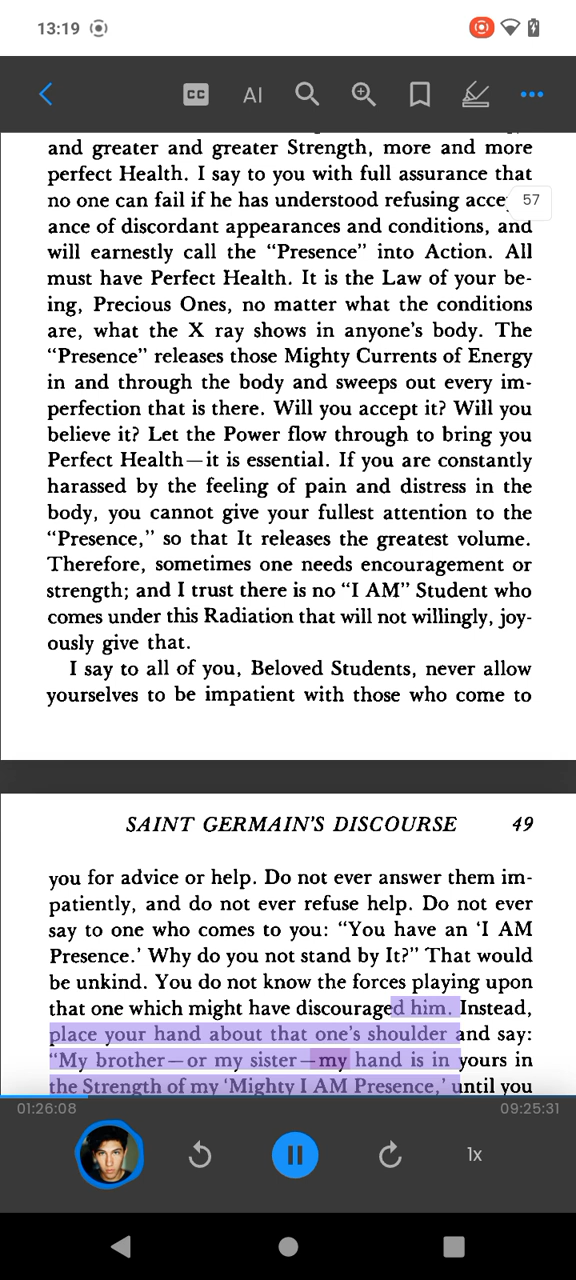 13:19
CC
AI
and greater and greater Strength, more and more
perfect Health. I say to you with full assurance that
no one can fail if he has understood refusing
57
ance of discordant appearances and conditions, and
will earnestly call the “Presence” into Action. All
must have Perfect Health. It is the Law of your be-
ing, Precious Ones, no matter what the conditions
are, what the X ray shows in anyone’s body. The
“Presence” releases those Mighty Currents of Energy
in and through the body and sweeps out every im-
perfection that is there. Will you accept it? Will you
believe it? Let the Power flow through to bring you
Perfect Health—it is essential. If you are constantly
harassed by the feeling of pain and distress in the
body, you cannot give your fullest attention to the
“Presence,” so that It releases the greatest volume.
Therefore, sometimes one needs encouragement or
strength; and I trust there is no “I AM” Student who
comes under this Radiation that will not willingly, joy-
ously give that.
I say to all of you, Beloved Students, never allow
yourselves to be impatient with those who come to
SAINT GERMAIN’S DISCOURSE 49
you for advice or help. Do not ever answer them im-
patiently, and do not ever refuse help. Do not ever
say to one who comes to you: “You have an ‘I AM
Presence.’ Why do you not stand by It?” That would
be unkind. You do not know the forces playing upon
that one which might have discouraged him. Instead,
place your hand about that one’s shoulder and say:
“My brother—or my sister—my hand is in yours in
the Strength of my ‘Mighty I AM Presence,’ until you
01:26:08
09:25:31
1x